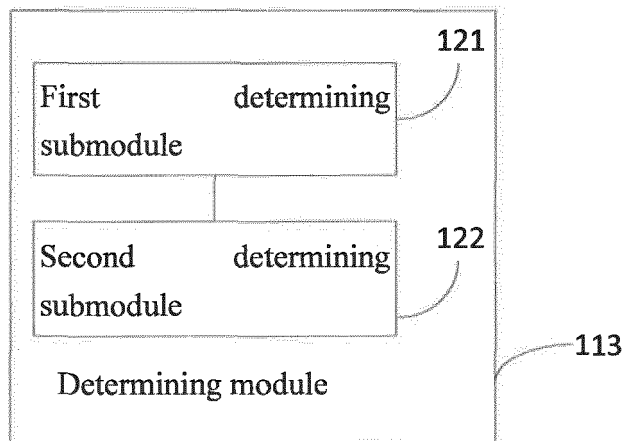 121
First determining
submodule
122
Second determining
submodule
113
Determining module